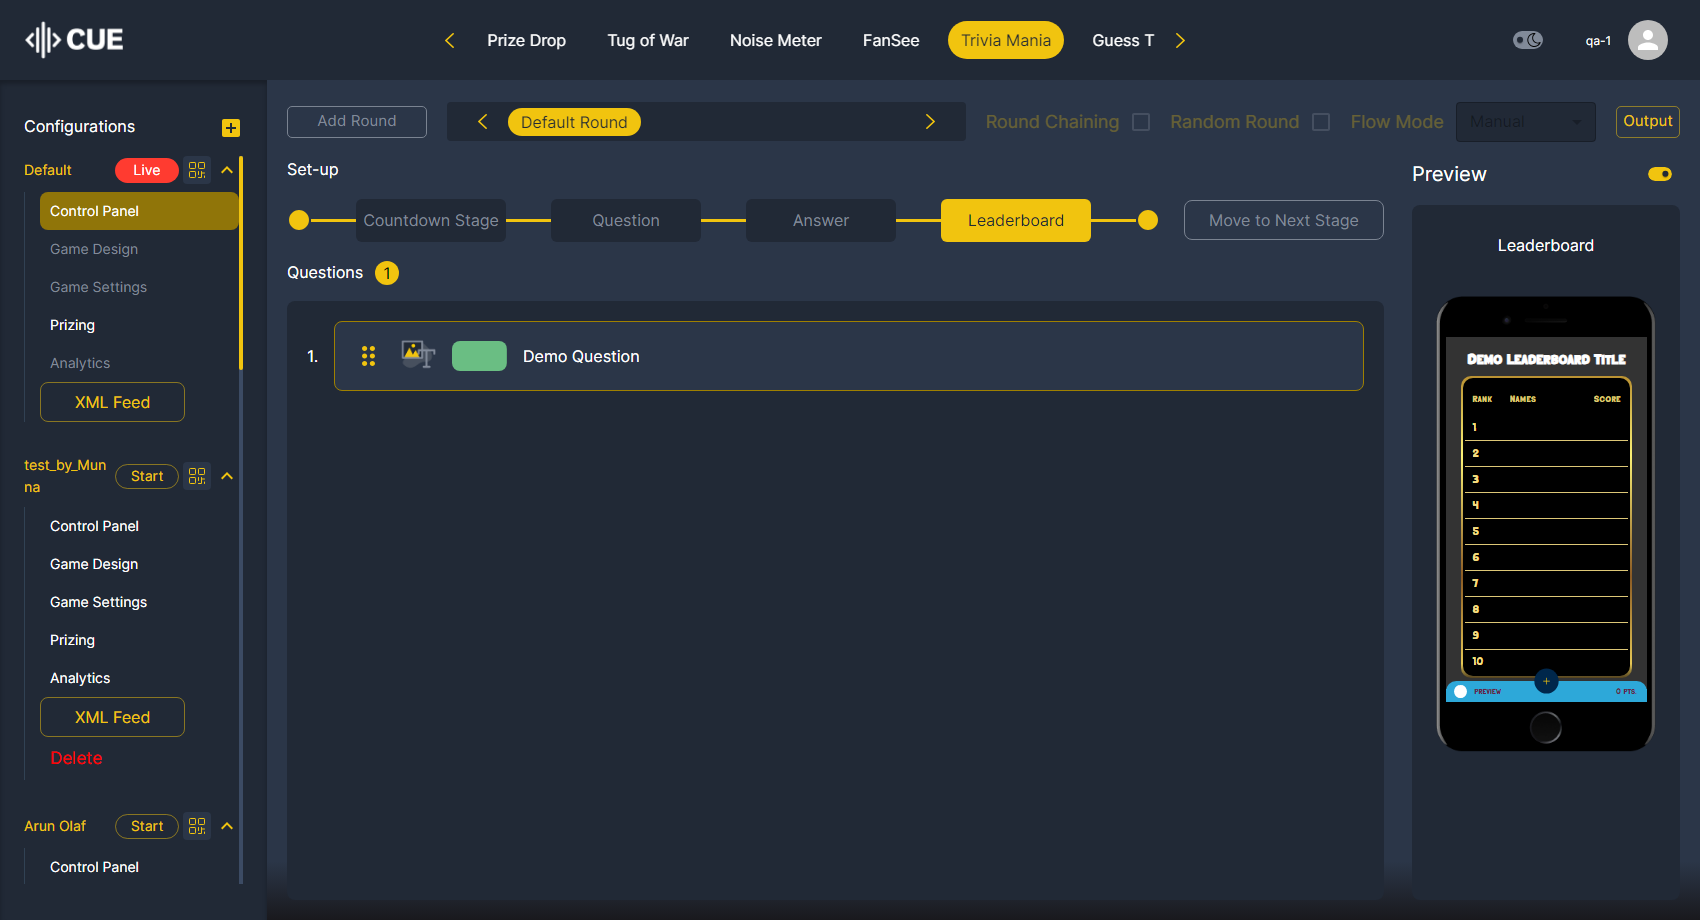 CUE
Prize Drop
Tug of War
Noise Meter
FanSee
Trivia Mania
Guess T
qa-1
Configurations
Default
Live
Control Panel
Game Design
Game Settings
Prizing
Analytics
XML Feed
test_by_Mun
na
Start
Control Panel
Game Design
Game Settings
Prizing
Analytics
XML Feed
Delete
Arun Olaf
Start
Control Panel
Add Round
Default Round
Round Chaining
Random Round
Flow Mode
Manual
Output
Set-up
Countdown Stage
Question
Answer
Leaderboard
Move to Next Stage
Questions 1
1.
Demo Question
Preview
Leaderboard
Demo Leaderboard Title
Rank Names Score
1
2
3
4
5
6
7
8
9
10
PREVIEW
0 PTS